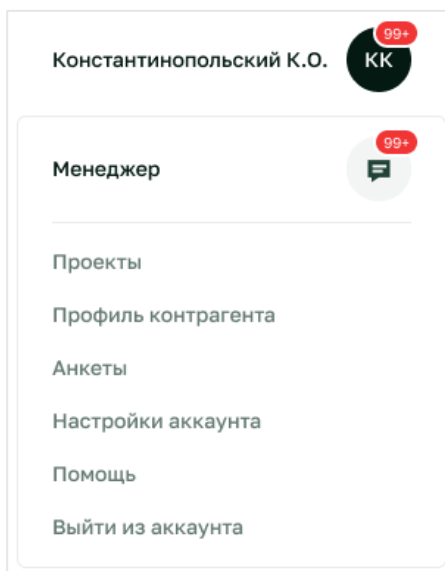 99+
Константинопольский К.О. КК
99+
Менеджер
Проекты
Профиль контрагента
Анкеты
Настройки аккаунта
Помощь
Выйти из аккаунта